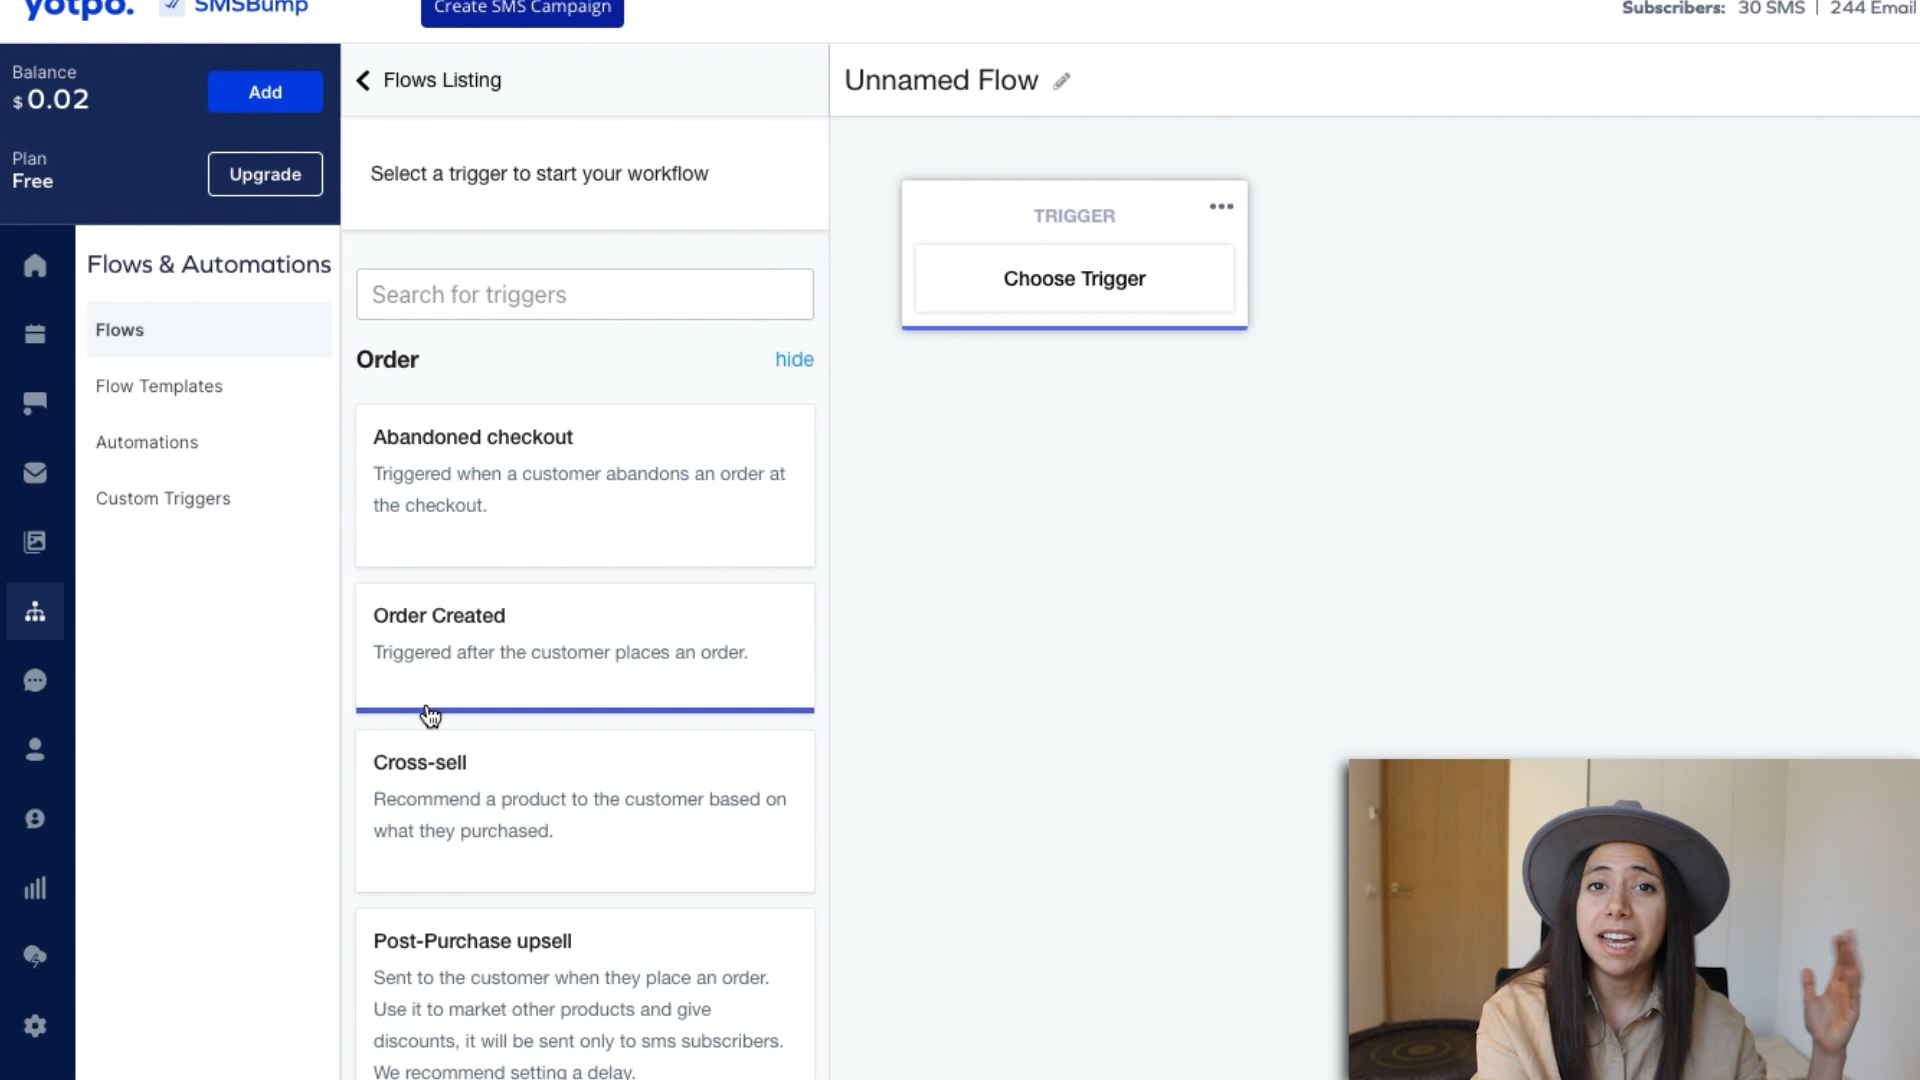 yotpo.
SMSBump
Create SMS Campaign
Subscribers: 30 SMS | 244 Email
Balance
$ 0.02
Add
Plan
Free
Upgrade
Flows & Automations
Flows
Flow Templates
Automations
Custom Triggers
Flows Listing
Select a trigger to start your workflow
Search for triggers
Order
hide
Abandoned checkout
Triggered when a customer abandons an order at
the checkout.
Order Created
Triggered after the customer places an order.
Cross-sell
Recommend a product to the customer based on
what they purchased.
Post-Purchase upsell
Sent to the customer when they place an order.
Use it to market other products and give
discounts, it will be sent only to sms subscribers.
We recommend setting a delay.
Unnamed Flow
TRIGGER
Choose Trigger